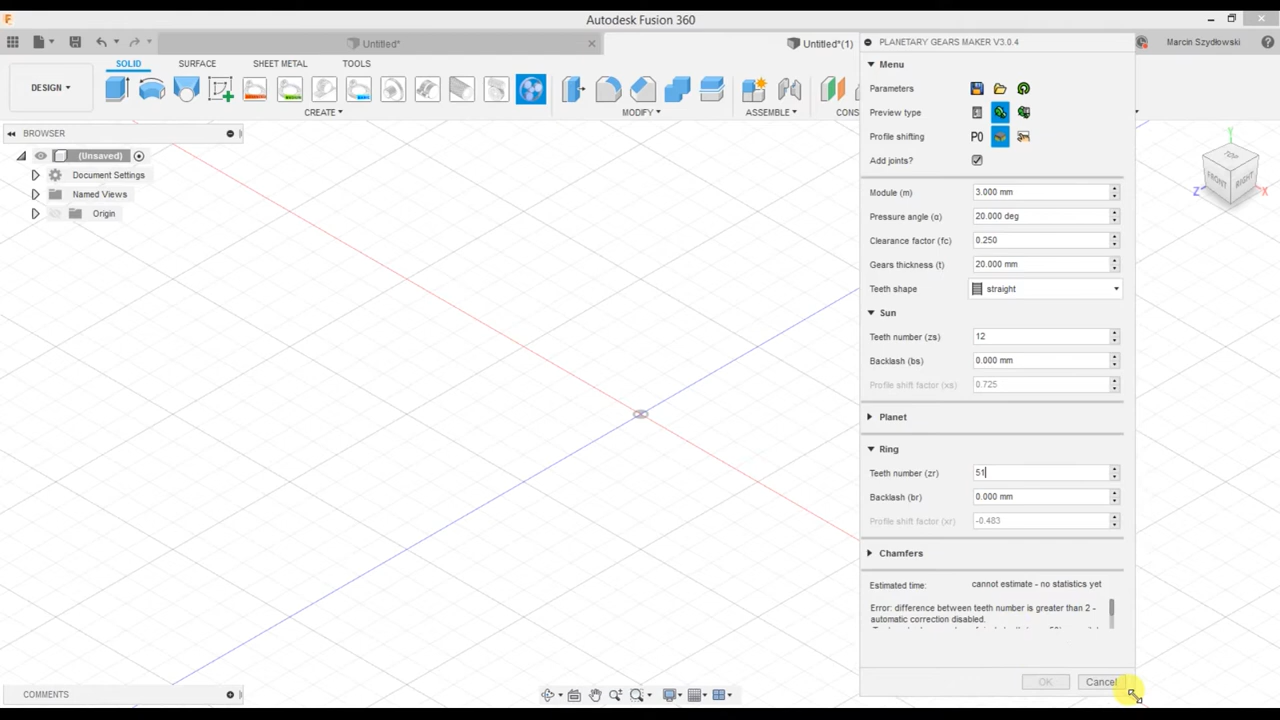 Autodesk Fusion 360
Untitled*
Untitled*(1)
PLANETARY GEARS MAKER V3.0.4
Marcin Szydłowski
DESIGN
SOLID
SURFACE
SHEET METAL
TOOLS
CREATE
MODIFY
ASSEMBLE
CONS
BROWSER
(Unsaved)
Document Settings
Named Views
Origin
Menu
Parameters
Preview type
Profile shifting P0
Add joints?
Module (m) 3.000 mm
Pressure angle (α) 20.000 deg
Clearance factor (fc) 0.250
Gears thickness (t) 20.000 mm
Teeth shape straight
Sun
Teeth number (zs) 12
Backlash (bs) 0.000 mm
Profile shift factor (xs) 0.725
Planet
Ring
Teeth number (zr) 51
Backlash (br) 0.000 mm
Profile shift factor (xr) -0.483
Chamfers
Estimated time: cannot estimate - no statistics yet
Error: difference between teeth number is greater than 2 -
automatic correction disabled.
OK
Cancel
Y
TOP
FRONT
RIGHT
Z
X
COMMENTS